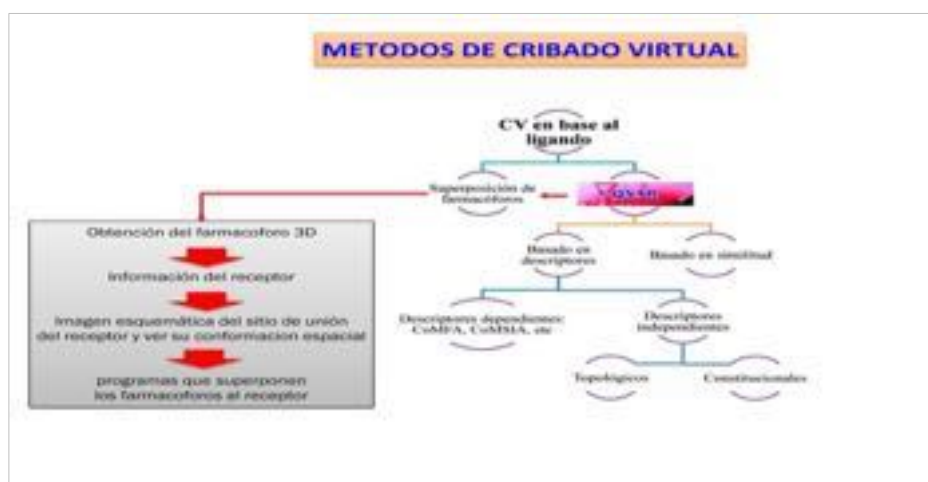 METODOS DE CRIBADO VIRTUAL
CV en base al
ligando
Superposición de
farmacóforos
QSAR
Obtención del farmacoforo 3D
Información del receptor
Imagen esquemática del sitio de unión
del receptor y ver su conformacion espacial
programas que superponen
los farmacoforos al receptor
Basado en
descriptores
Basado en similitud
Descriptores dependientes:
CoMFA, CoMSIA, etc
Descriptores
independientes
Topológicos
Constitucionales